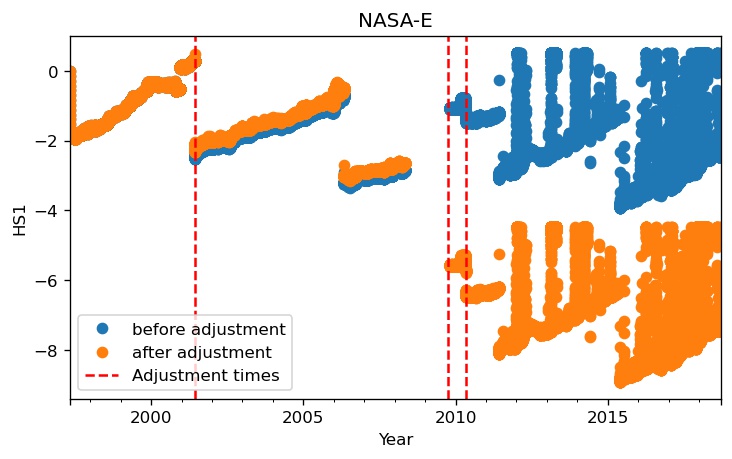 NASA-E
HS1
0
−2
−4
−6
−8
before adjustment
after adjustment
Adjustment times
2000
2005
2010
2015
Year